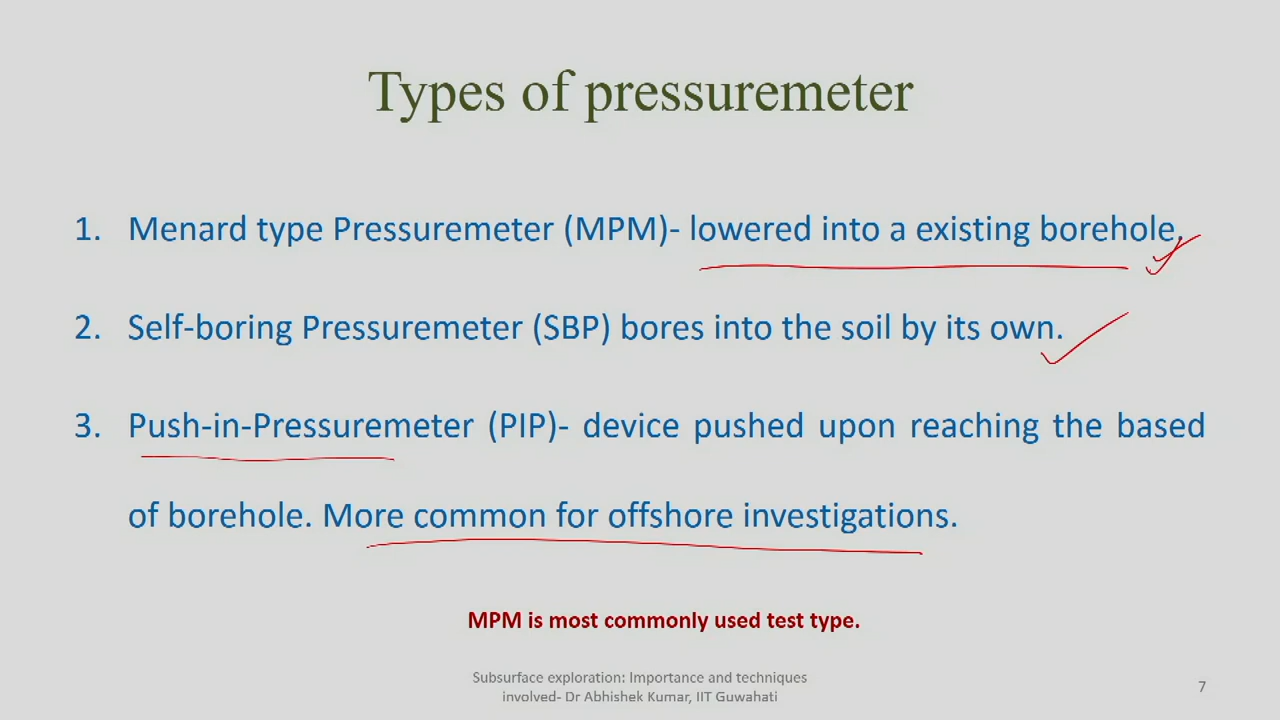 Types of pressuremeter
1. Menard type Pressuremeter (MPM)- lowered into a existing borehole.
2. Self-boring Pressuremeter (SBP) bores into the soil by its own.
3. Push-in-Pressuremeter (PIP)- device pushed upon reaching the based
of borehole. More common for offshore investigations.
MPM is most commonly used test type.
Subsurface exploration: Importance and techniques
involved- Dr Abhishek Kumar, IIT Guwahati
7